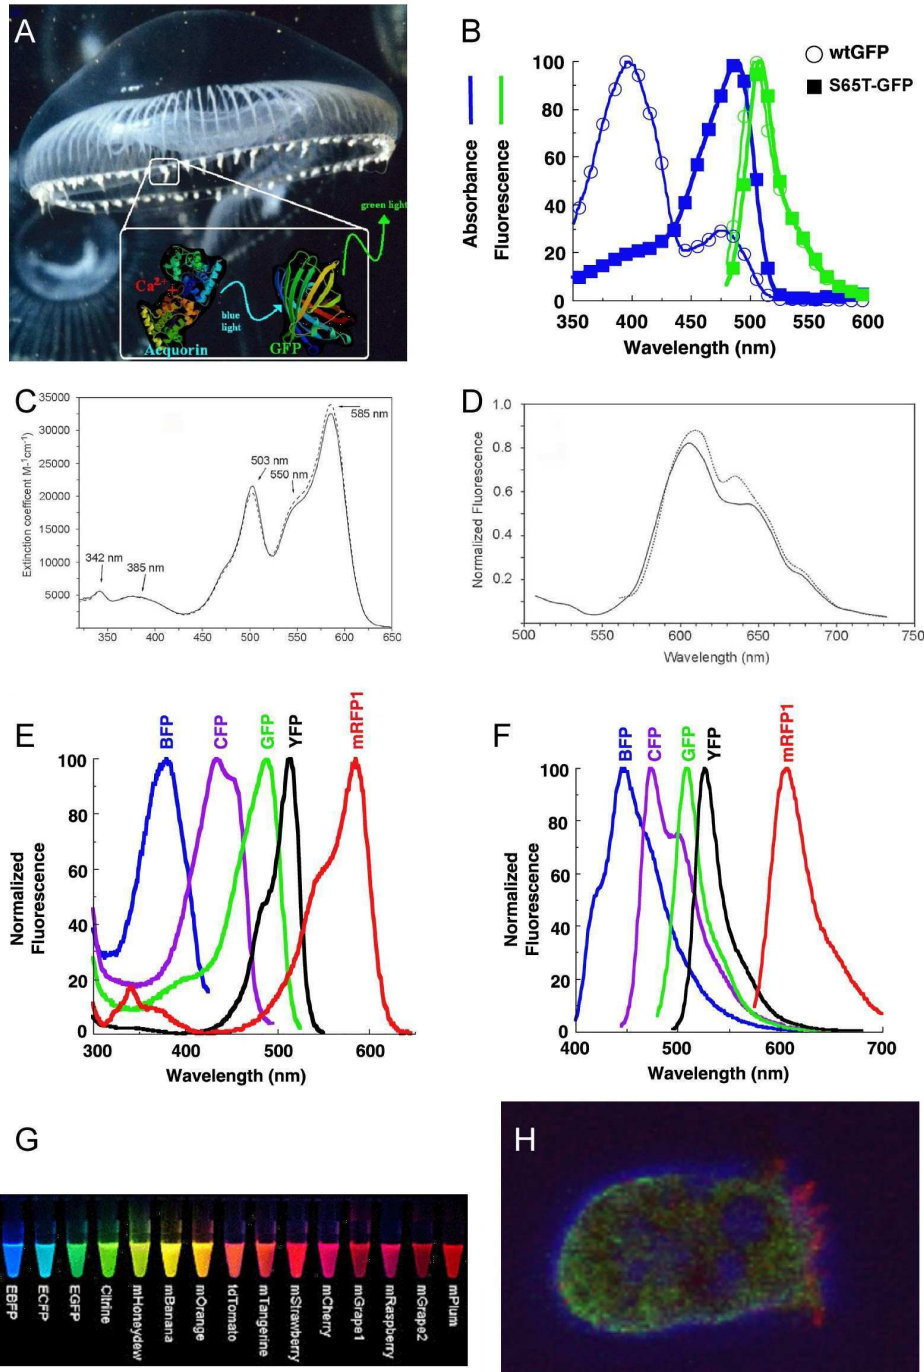 A
green light
Ca2+
blue
light
Acquorin
GFP
B
Absorbance
Fluorescence
wtGFP
S65T-GFP
100
80
60
40
20
0
350 400 450 500 550 600
Wavelength (nm)
C
Extinction coefficent M-1cm-1)
35000
30000
25000
20000
15000
10000
5000
342 nm
385 nm
503 nm
550 nm
585 nm
350 400 450 500 550 600 650
D
Normalized Fluorescence
1.0
0.8
0.6
0.4
0.2
500 550 600 650 700 750
Wavelength (nm)
E
BFP
CFP
GFP
YFP
mRFP1
Normalized
Fluorescence
100
80
60
40
20
0
300 400 500 600
Wavelength (nm)
F
BFP
CFP
GFP
YFP
mRFP1
Normalized
Fluorescence
100
80
60
40
20
0
400 500 600 700
Wavelength (nm)
G
EBFP
ECFP
EGFP
Citrine
mHoneydew
mBanana
mOrange
tdTomato
mTangerine
mStrawberry
mCherry
mGrape1
mRaspberry
mGrape2
mPlum
H